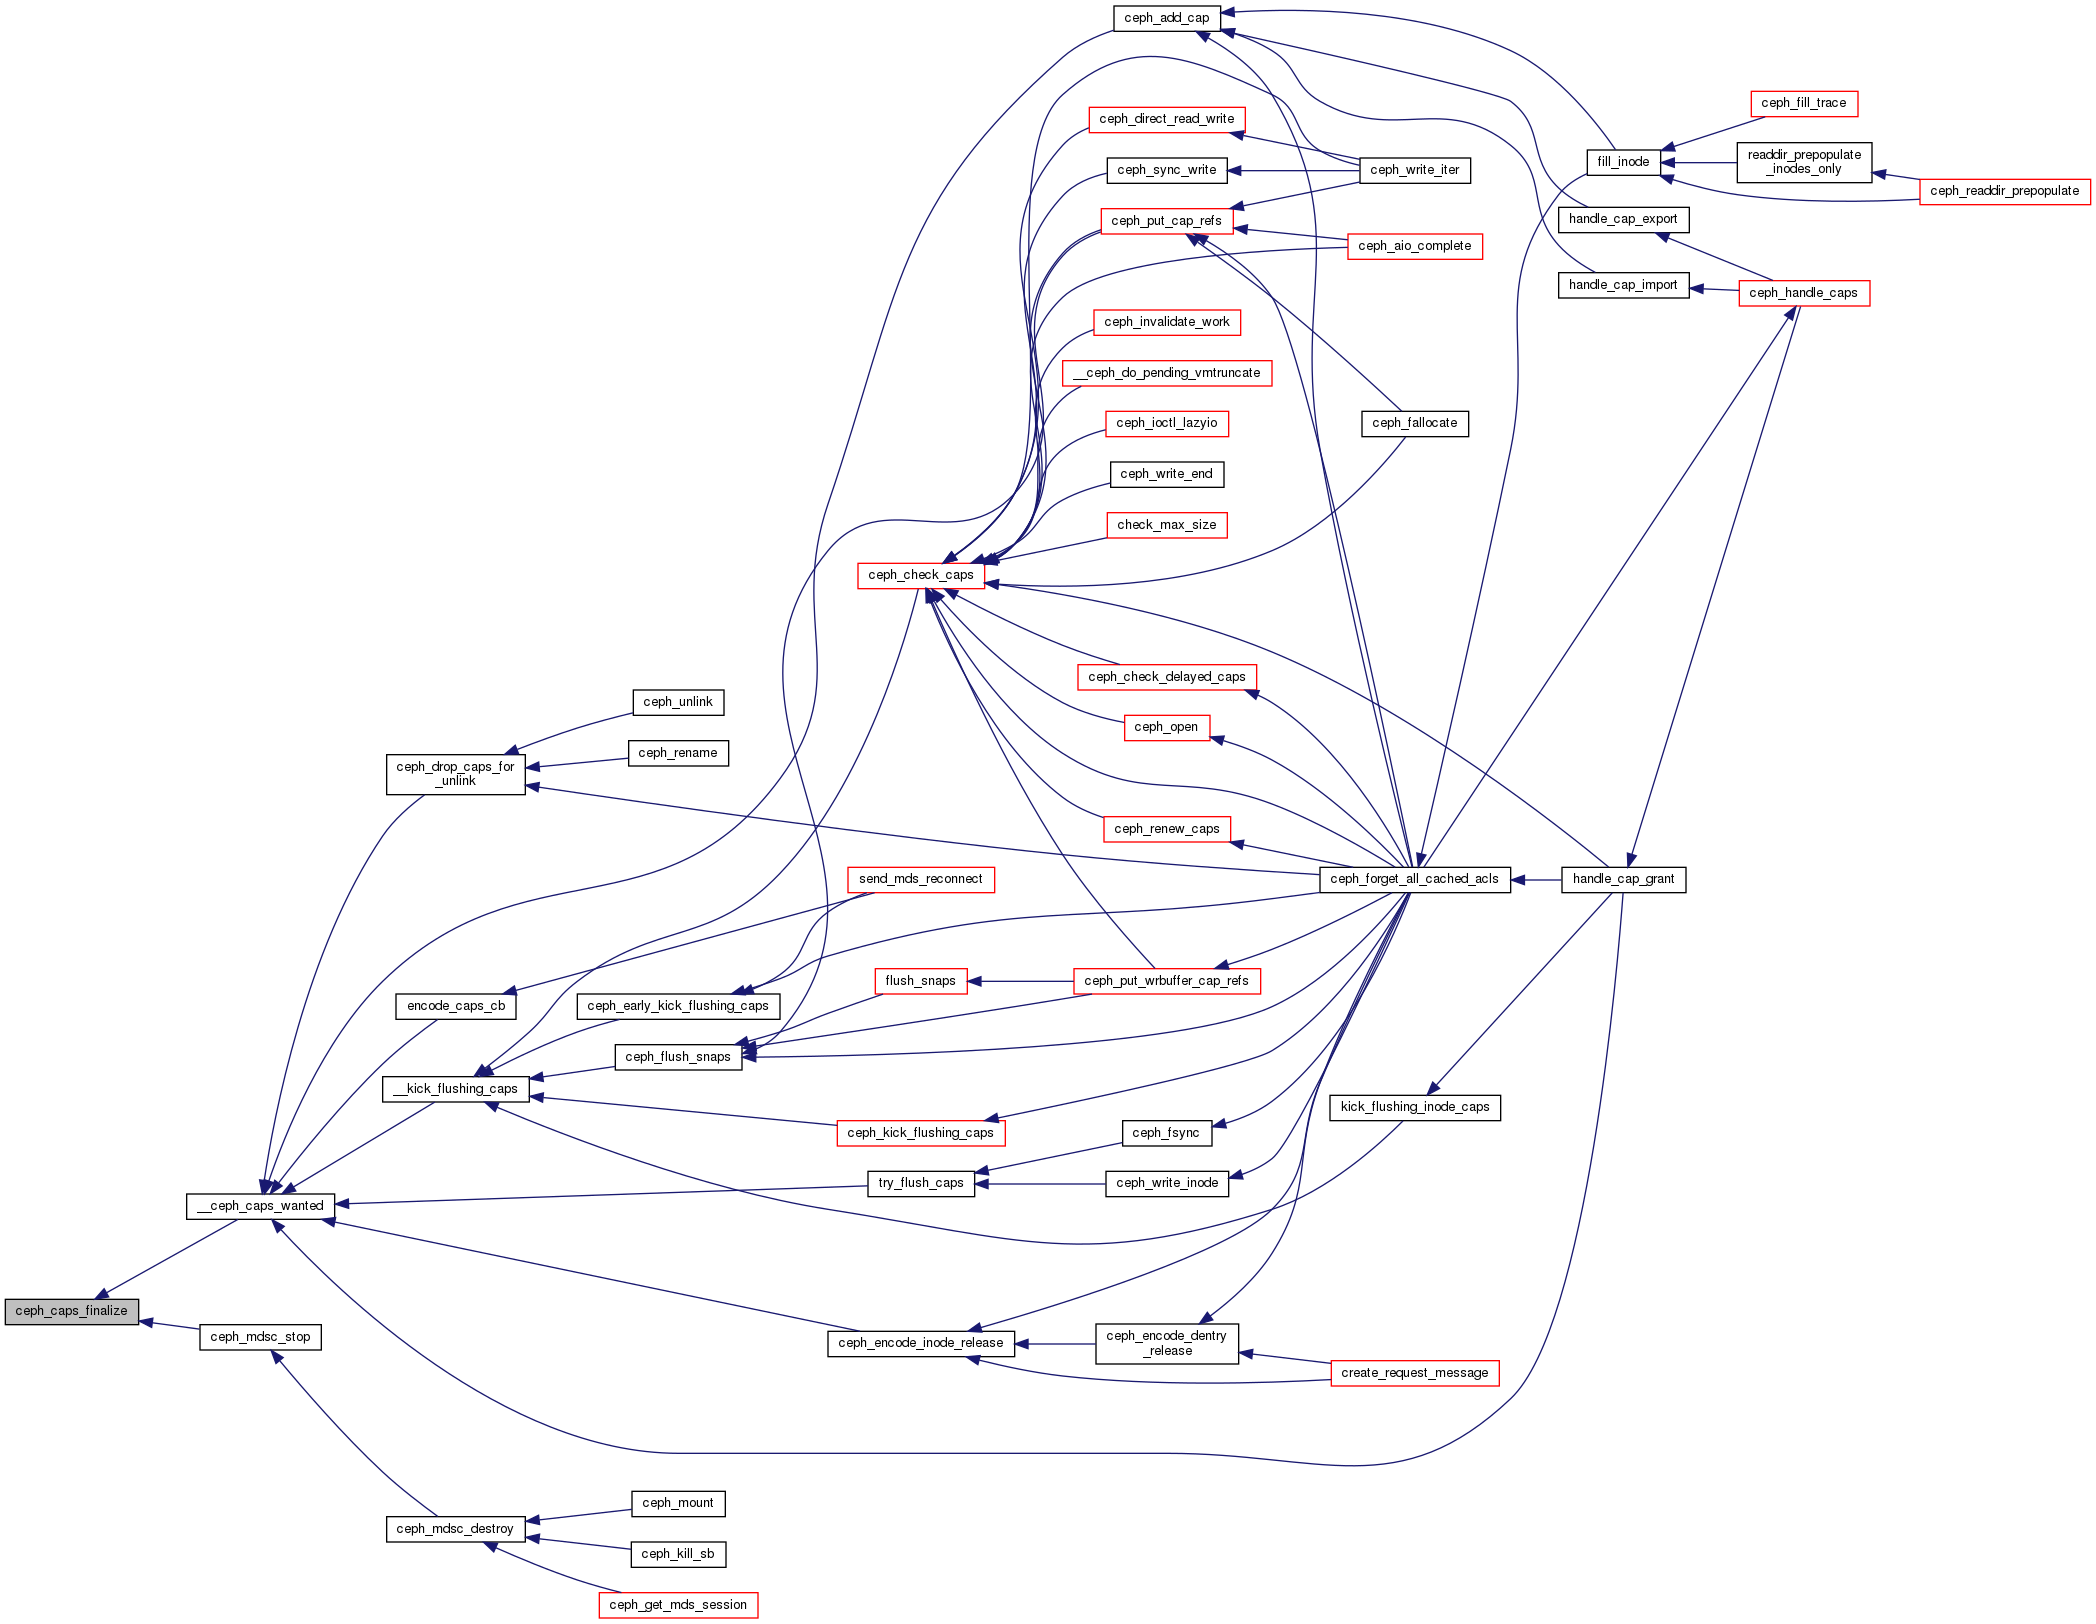 ceph_add_cap
ceph_direct_read_write
ceph_fill_trace
ceph_sync_write
ceph_write_iter
fill_inode
readdir_prepopulate
_inodes_only
ceph_readdir_prepopulate
ceph_put_cap_refs
handle_cap_export
ceph_aio_complete
handle_cap_import
ceph_handle_caps
ceph_invalidate_work
__ceph_do_pending_vmtruncate
ceph_ioctl_lazyio
ceph_fallocate
ceph_write_end
check_max_size
ceph_check_caps
ceph_check_delayed_caps
ceph_unlink
ceph_open
ceph_rename
ceph_drop_caps_for
_unlink
ceph_renew_caps
send_mds_reconnect
ceph_forget_all_cached_acls
handle_cap_grant
flush_snaps
ceph_put_wrbuffer_cap_refs
encode_caps_cb
ceph_early_kick_flushing_caps
ceph_flush_snaps
__kick_flushing_caps
kick_flushing_inode_caps
ceph_kick_flushing_caps
ceph_fsync
try_flush_caps
ceph_write_inode
__ceph_caps_wanted
ceph_caps_finalize
ceph_mdsc_stop
ceph_encode_inode_release
ceph_encode_dentry
_release
create_request_message
ceph_mount
ceph_mdsc_destroy
ceph_kill_sb
ceph_get_mds_session